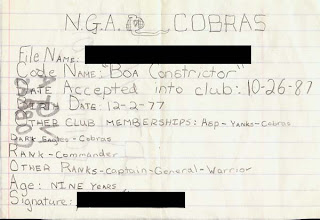 N.G.A. COBRAS
File Name:
Code Name: "Boa Constrictor"
Date Accepted into club: 10-26-87
Birth Date: 12-2-77
Other Club Memberships: Asp-Yanks-Cobras
Dark Eagles-Cobras
Rank-Commander
Other Ranks-Captain-General-Warrior
Age: Nine Years
Signature: